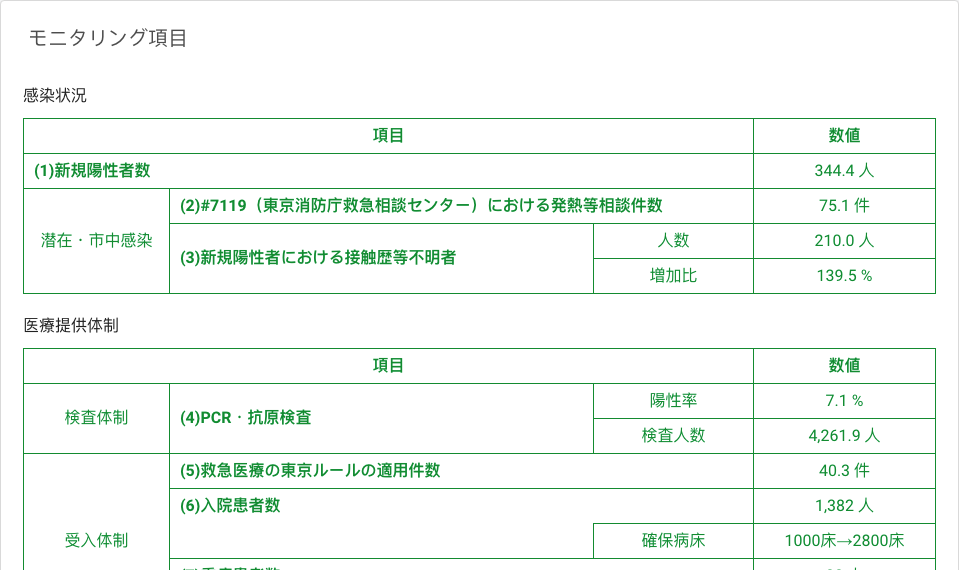 モニタリング項目
感染状況
項目 数値
(1)新規陽性者数 344.4 人
潜在・市中感染
(2)#7119（東京消防庁救急相談センター）における発熱等相談件数 75.1 件
(3)新規陽性者における接触歴等不明者
人数 210.0 人
増加比 139.5 %
医療提供体制
項目 数値
検査体制
(4)PCR・抗原検査
陽性率 7.1 %
検査人数 4,261.9 人
受入体制
(5)救急医療の東京ルールの適用件数 40.3 件
(6)入院患者数 1,382 人
確保病床 1000床→2800床